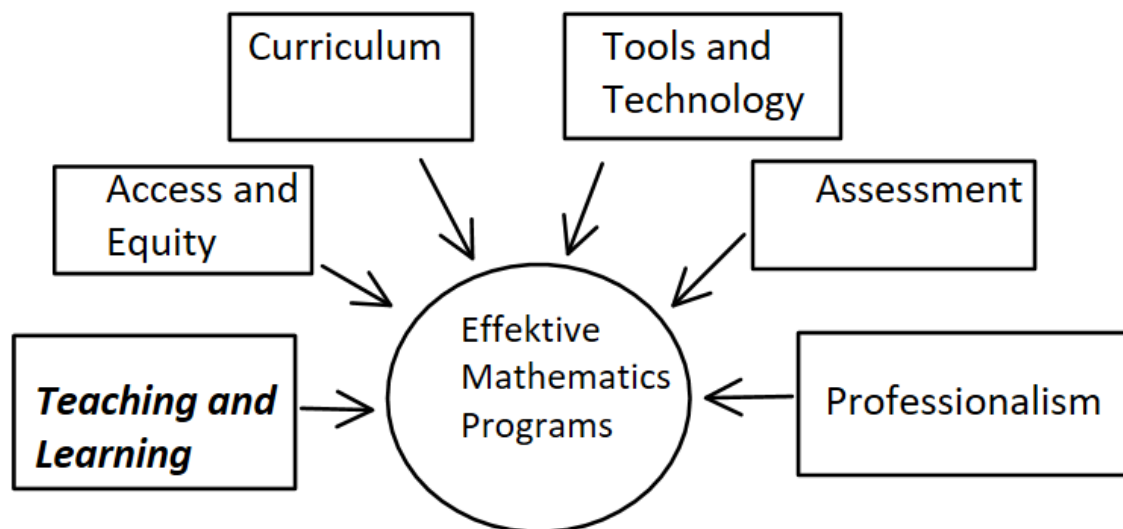 Curriculum
Tools and
Technology
Access and
Equity
Assessment
Effektive
Mathematics
Programs
Teaching and
Learning
Professionalism